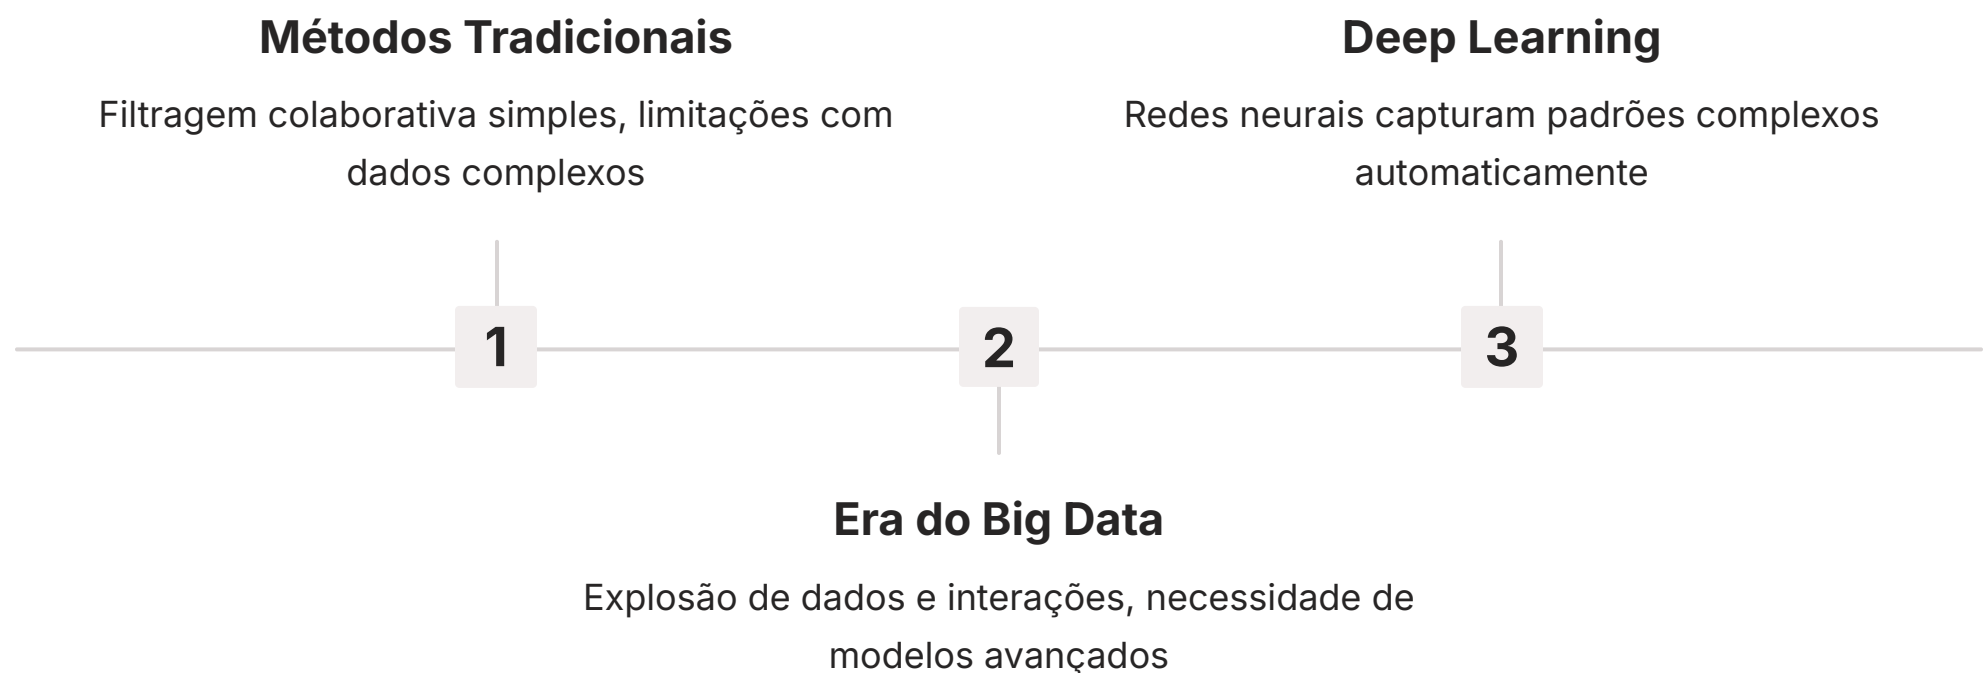 Métodos Tradicionais
Filtragem colaborativa simples, limitações com
dados complexos
Deep Learning
Redes neurais capturam padrões complexos
automaticamente
1
2
3
Era do Big Data
Explosão de dados e interações, necessidade de
modelos avançados